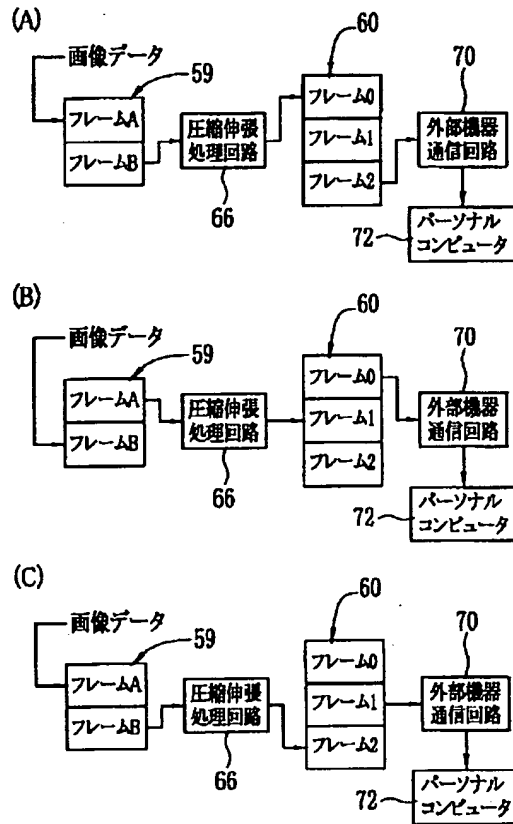 (A)
画像データ
59
60
70
フレームA
フレームB
圧縮伸張
処理回路
66
フレーム0
フレーム1
フレーム2
外部機器
通信回路
72
パーソナル
コンピュータ
(B)
画像データ
59
60
70
フレームA
フレームB
圧縮伸張
処理回路
66
フレーム0
フレーム1
フレーム2
外部機器
通信回路
72
パーソナル
コンピュータ
(C)
画像データ
59
60
70
フレームA
フレームB
圧縮伸張
処理回路
66
フレーム0
フレーム1
フレーム2
外部機器
通信回路
72
パーソナル
コンピュータ